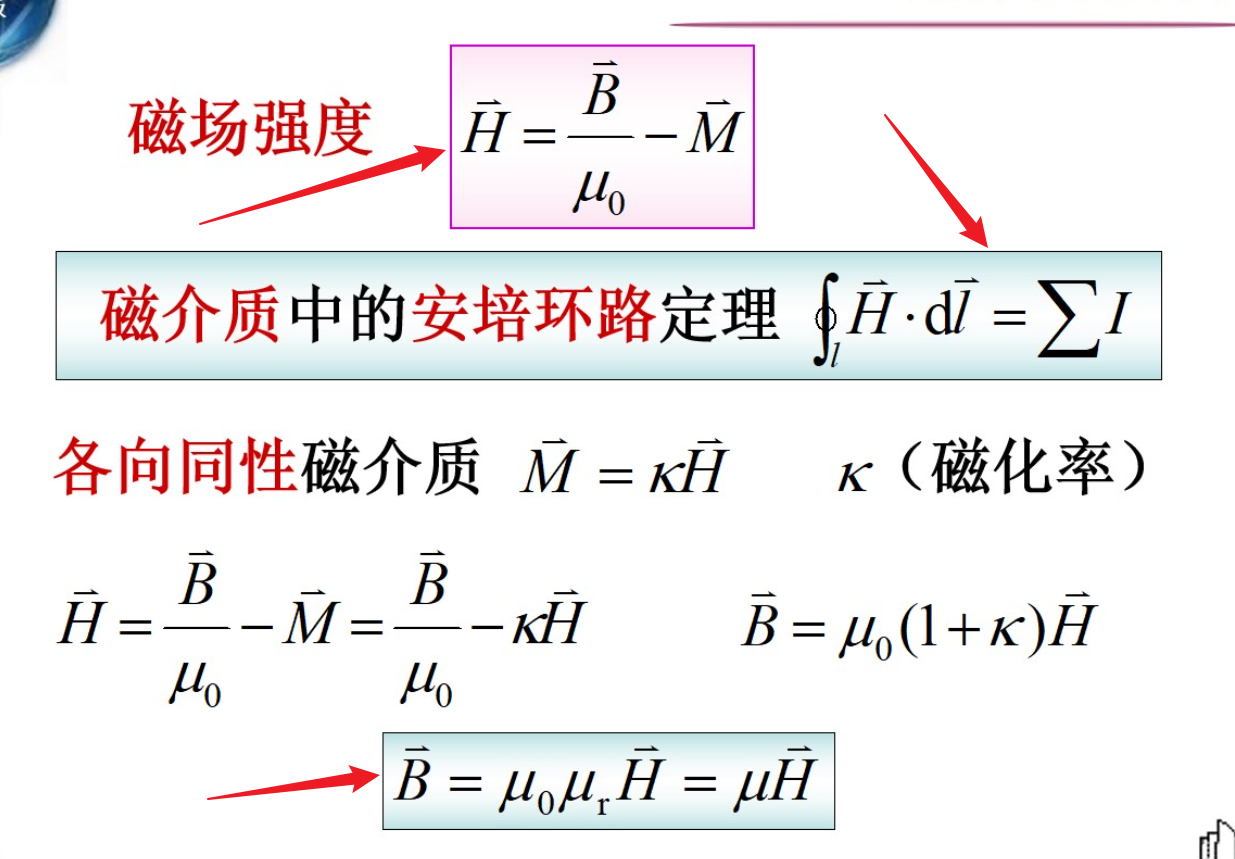 磁场强度 $\vec{H} = \frac{\vec{B}}{\mu_0} - \vec{M}$
磁介质中的安培环路定理 $\oint_l \vec{H} \cdot \mathrm{d}\vec{l} = \sum I$
各向同性磁介质 $\vec{M} = \kappa \vec{H}$ κ（磁化率）
$\vec{H} = \frac{\vec{B}}{\mu_0} - \vec{M} = \frac{\vec{B}}{\mu_0} - \kappa \vec{H}$ $\vec{B} = \mu_0 (1 + \kappa) \vec{H}$
$\vec{B} = \mu_0 \mu_\mathrm{r} \vec{H} = \mu \vec{H}$